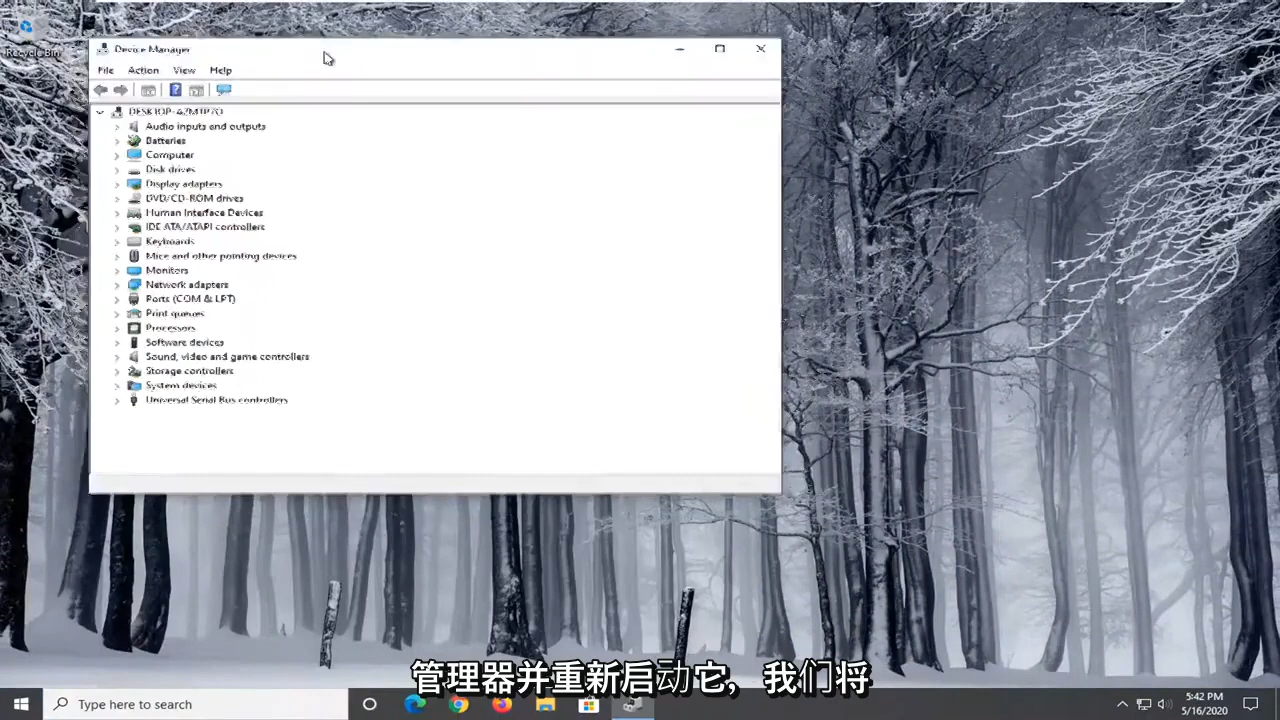 Recycle Bin
Device Manager
File Action View Help
Audio inputs and outputs
Batteries
Computer
Disk drives
Display adapters
DVD/CD-ROM drives
Human Interface Devices
IDE ATA/ATAPI controllers
Keyboards
Mice and other pointing devices
Monitors
Network adapters
Ports (COM & LPT)
Print queues
Processors
Software devices
Sound, video and game controllers
Storage controllers
System devices
Universal Serial Bus controllers
管理器并重新启动它, 我们将
Type here to search
5:42 PM
5/16/2020